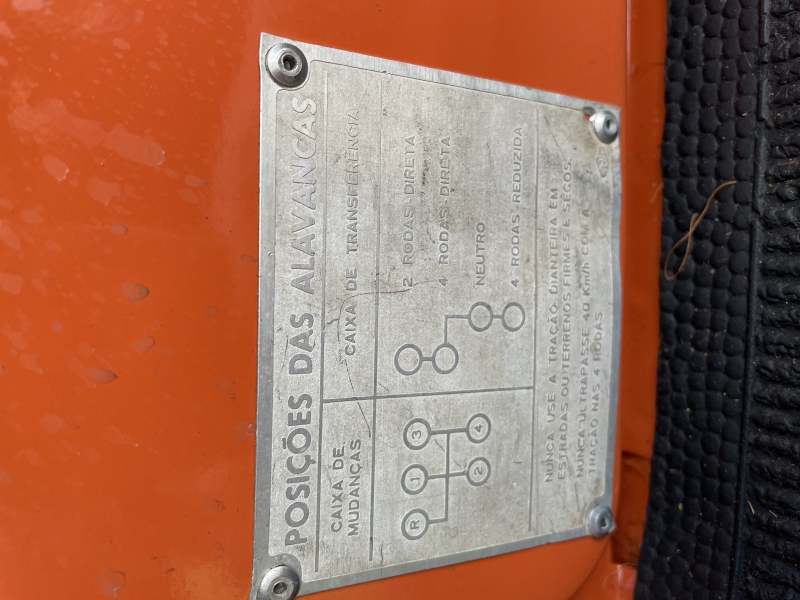 POSIÇÕES DAS ALAVANCAS
CAIXA DE
MUDANÇAS
R 1 3
2 4
CAIXA DE TRANSFERÊNCIA
2 RODAS-DIRETA
4 RODAS-DIRETA
NEUTRO
4 RODAS REDUZIDA
NUNCA USE A TRAÇÃO DIANTEIRA EM
ESTRADAS OU TERRENOS FIRMES E SECOS.
NUNCA ULTRAPASSE 40 Km/h COM A
TRAÇÃO NAS 4 RODAS